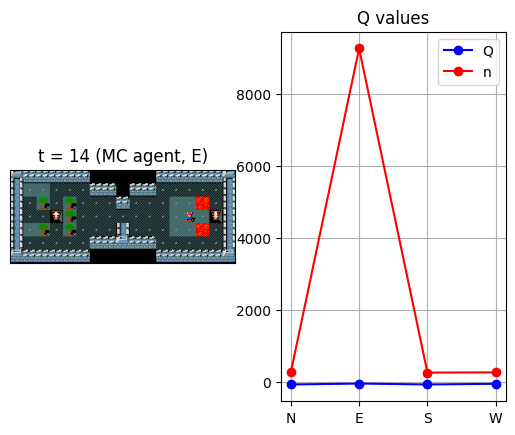 Q values
Q
n
8000
6000
4000
2000
0
N E S W
t = 14 (MC agent, E)